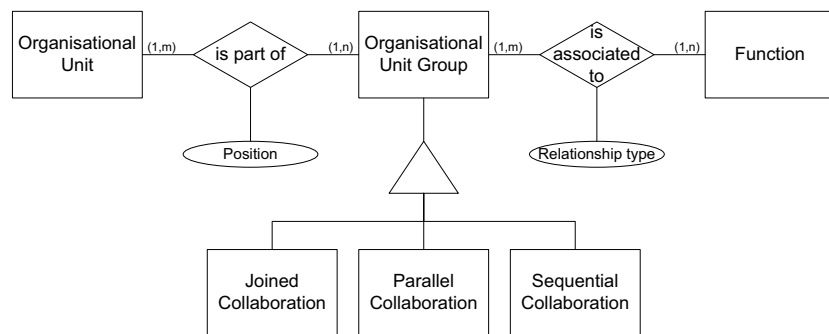 Organisational
Unit
(1,m)
is part of
(1,n)
Organisational
Unit Group
(1,m)
is
associated
to
(1,n)
Function
Position
Relationship type
Joined
Collaboration
Parallel
Collaboration
Sequential
Collaboration